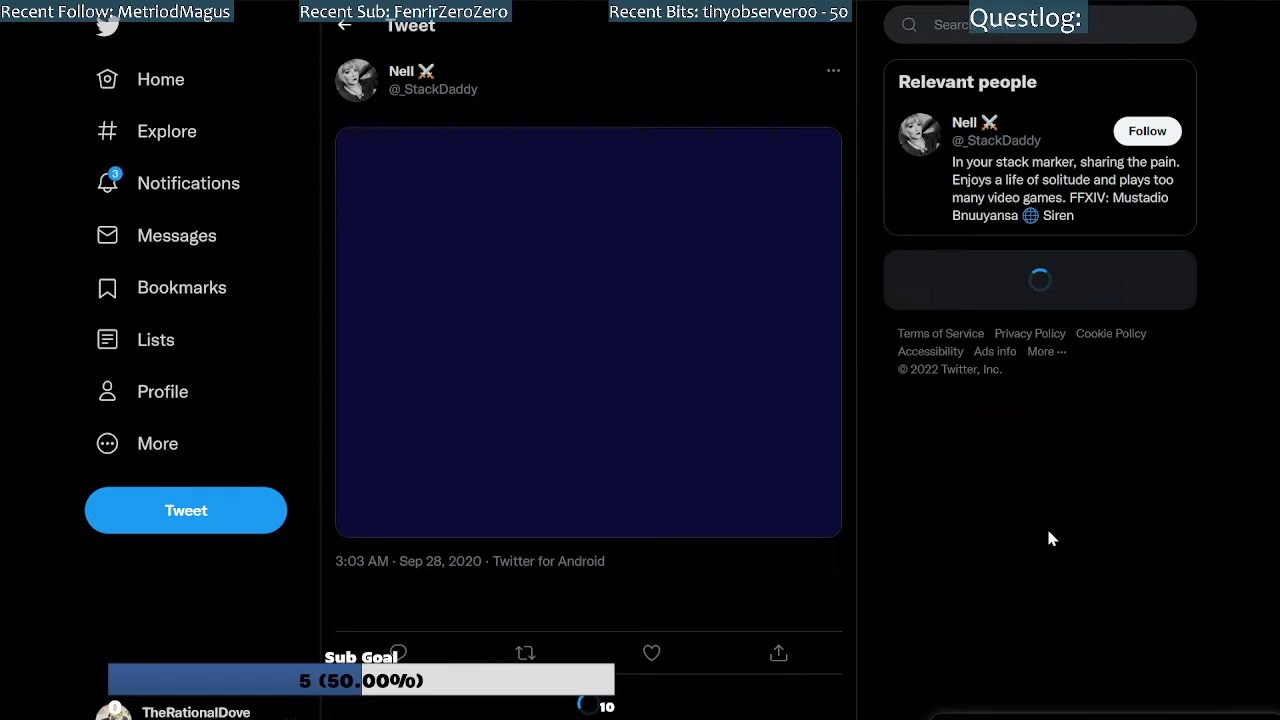 Recent Follow: MetriodMagus
Recent Sub: FenrirZeroZero
Recent Bits: tinyobserver00 - 50
Questlog:
Home
Explore
3
Notifications
Messages
Bookmarks
Lists
Profile
More
Tweet
TheRationalDove
Tweet
Nell ⚔
@_StackDaddy
3:03 AM · Sep 28, 2020 · Twitter for Android
Sub Goal
5 (50.00%)
0
10
Relevant people
Nell ⚔
@_StackDaddy
Follow
In your stack marker, sharing the pain.
Enjoys a life of solitude and plays too
many video games. FFXIV: Mustadio
Bnuuyansa 🌐 Siren
Terms of Service Privacy Policy Cookie Policy
Accessibility Ads info More ···
© 2022 Twitter, Inc.